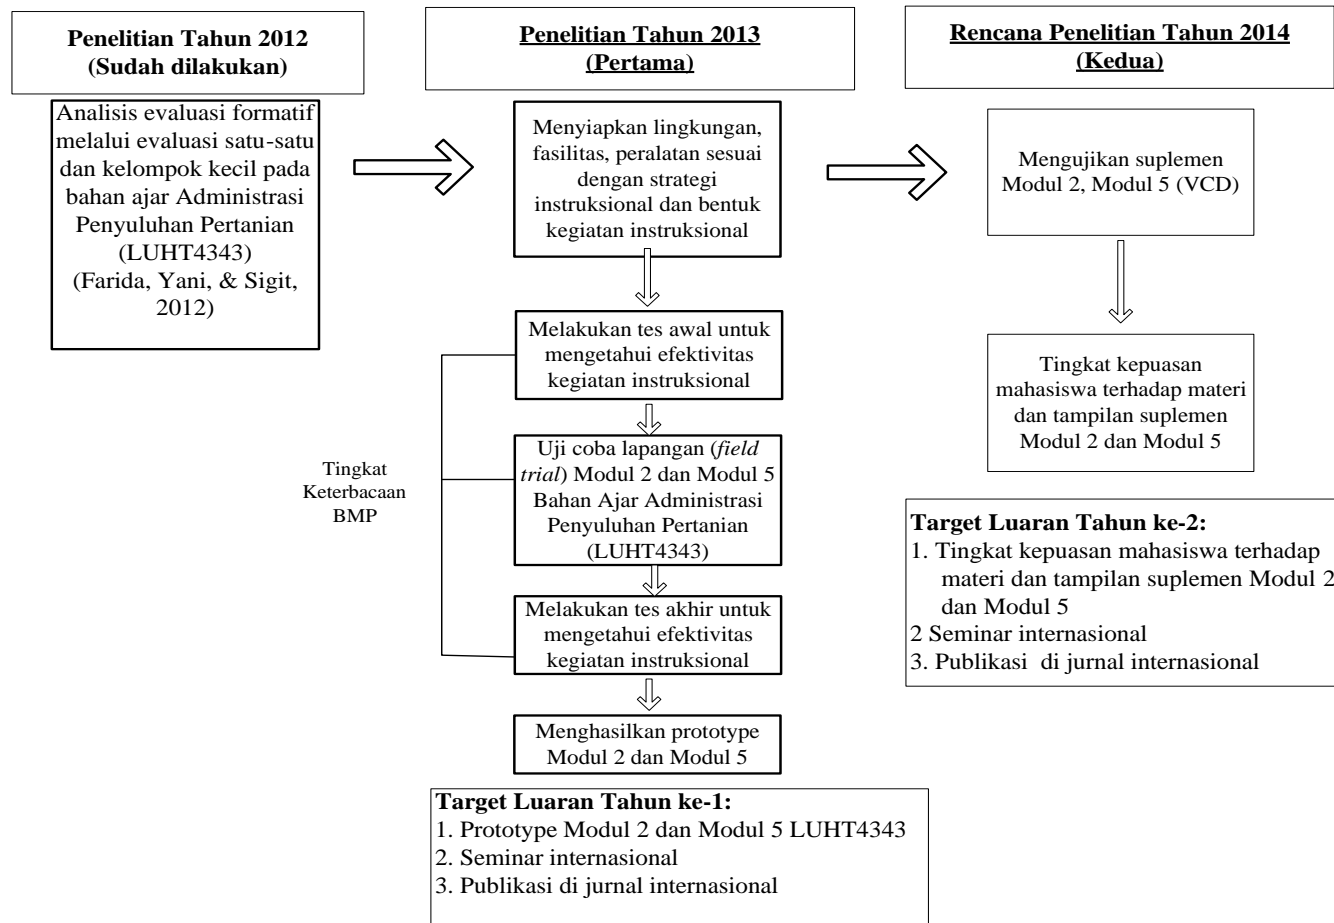 Penelitian Tahun 2012
(Sudah dilakukan)
Analisis evaluasi formatif
melalui evaluasi satu-satu
dan kelompok kecil pada
bahan ajar Administrasi
Penyuluhan Pertanian
(LUHT4343)
(Farida, Yani, & Sigit,
2012)
Penelitian Tahun 2013
(Pertama)
Menyiapkan lingkungan,
fasilitas, peralatan sesuai
dengan strategi
instruksional dan bentuk
kegiatan instruksional
Melakukan tes awal untuk
mengetahui efektivitas
kegiatan instruksional
Uji coba lapangan (field
trial) Modul 2 dan Modul 5
Bahan Ajar Administrasi
Penyuluhan Pertanian
(LUHT4343)
Tingkat
Keterbacaan
BMP
Melakukan tes akhir untuk
mengetahui efektivitas
kegiatan instruksional
Menghasilkan prototype
Modul 2 dan Modul 5
Target Luaran Tahun ke-1:
1. Prototype Modul 2 dan Modul 5 LUHT4343
2. Seminar internasional
3. Publikasi di jurnal internasional
Rencana Penelitian Tahun 2014
(Kedua)
Mengujikan suplemen
Modul 2, Modul 5 (VCD)
Tingkat kepuasan
mahasiswa terhadap materi
dan tampilan suplemen
Modul 2 dan Modul 5
Target Luaran Tahun ke-2:
1. Tingkat kepuasan mahasiswa terhadap
materi dan tampilan suplemen Modul 2
dan Modul 5
2 Seminar internasional
3. Publikasi di jurnal internasional